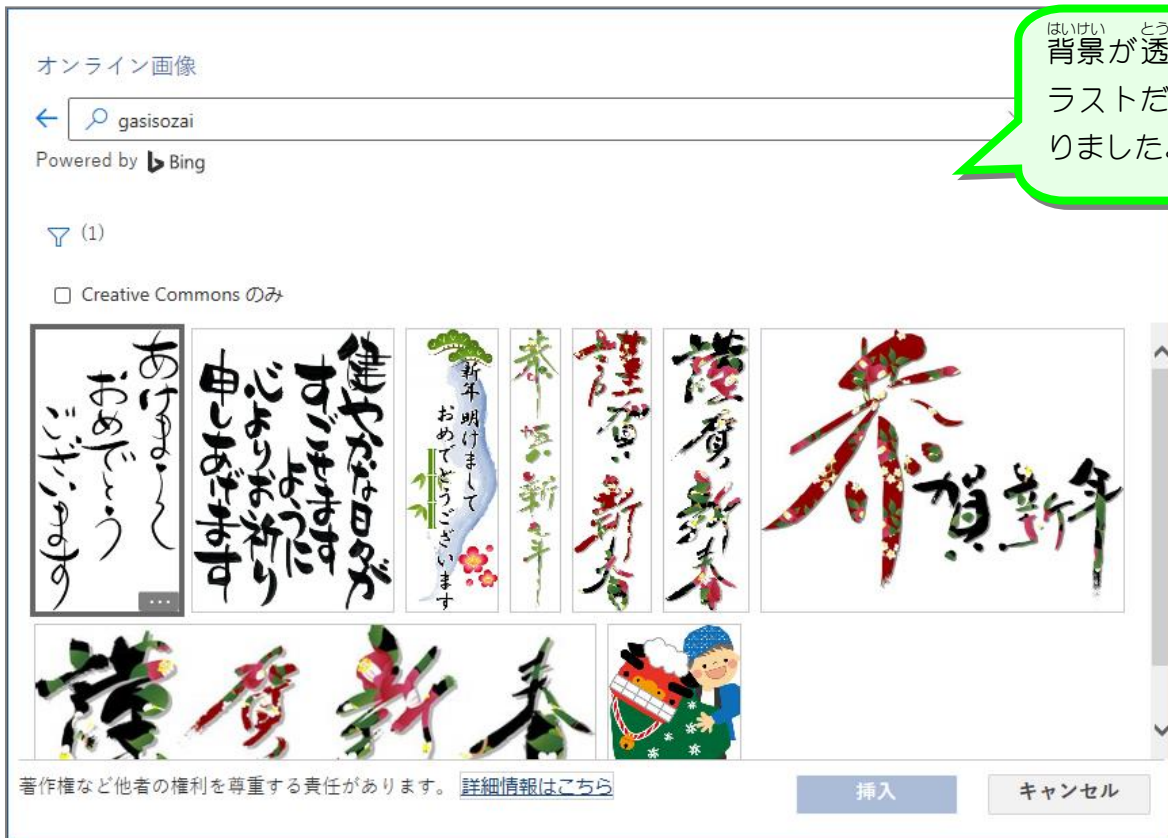 オンライン画像
gasisozai
Powered by Bing
はいけい とう
背景が透
ラストだ
りました
(1)
Creative Commons のみ
あけまして
おめでとう
ございます
健やかな日々が
すごせます
ように
心よりお祈り
申しあげます
新年 明けまして
おめでとうございます
恭賀新年
謹賀新春
謹賀新春
恭賀新年
謹賀新春
著作権など他者の権利を尊重する責任があります。 詳細情報はこちら
挿入
キャンセル